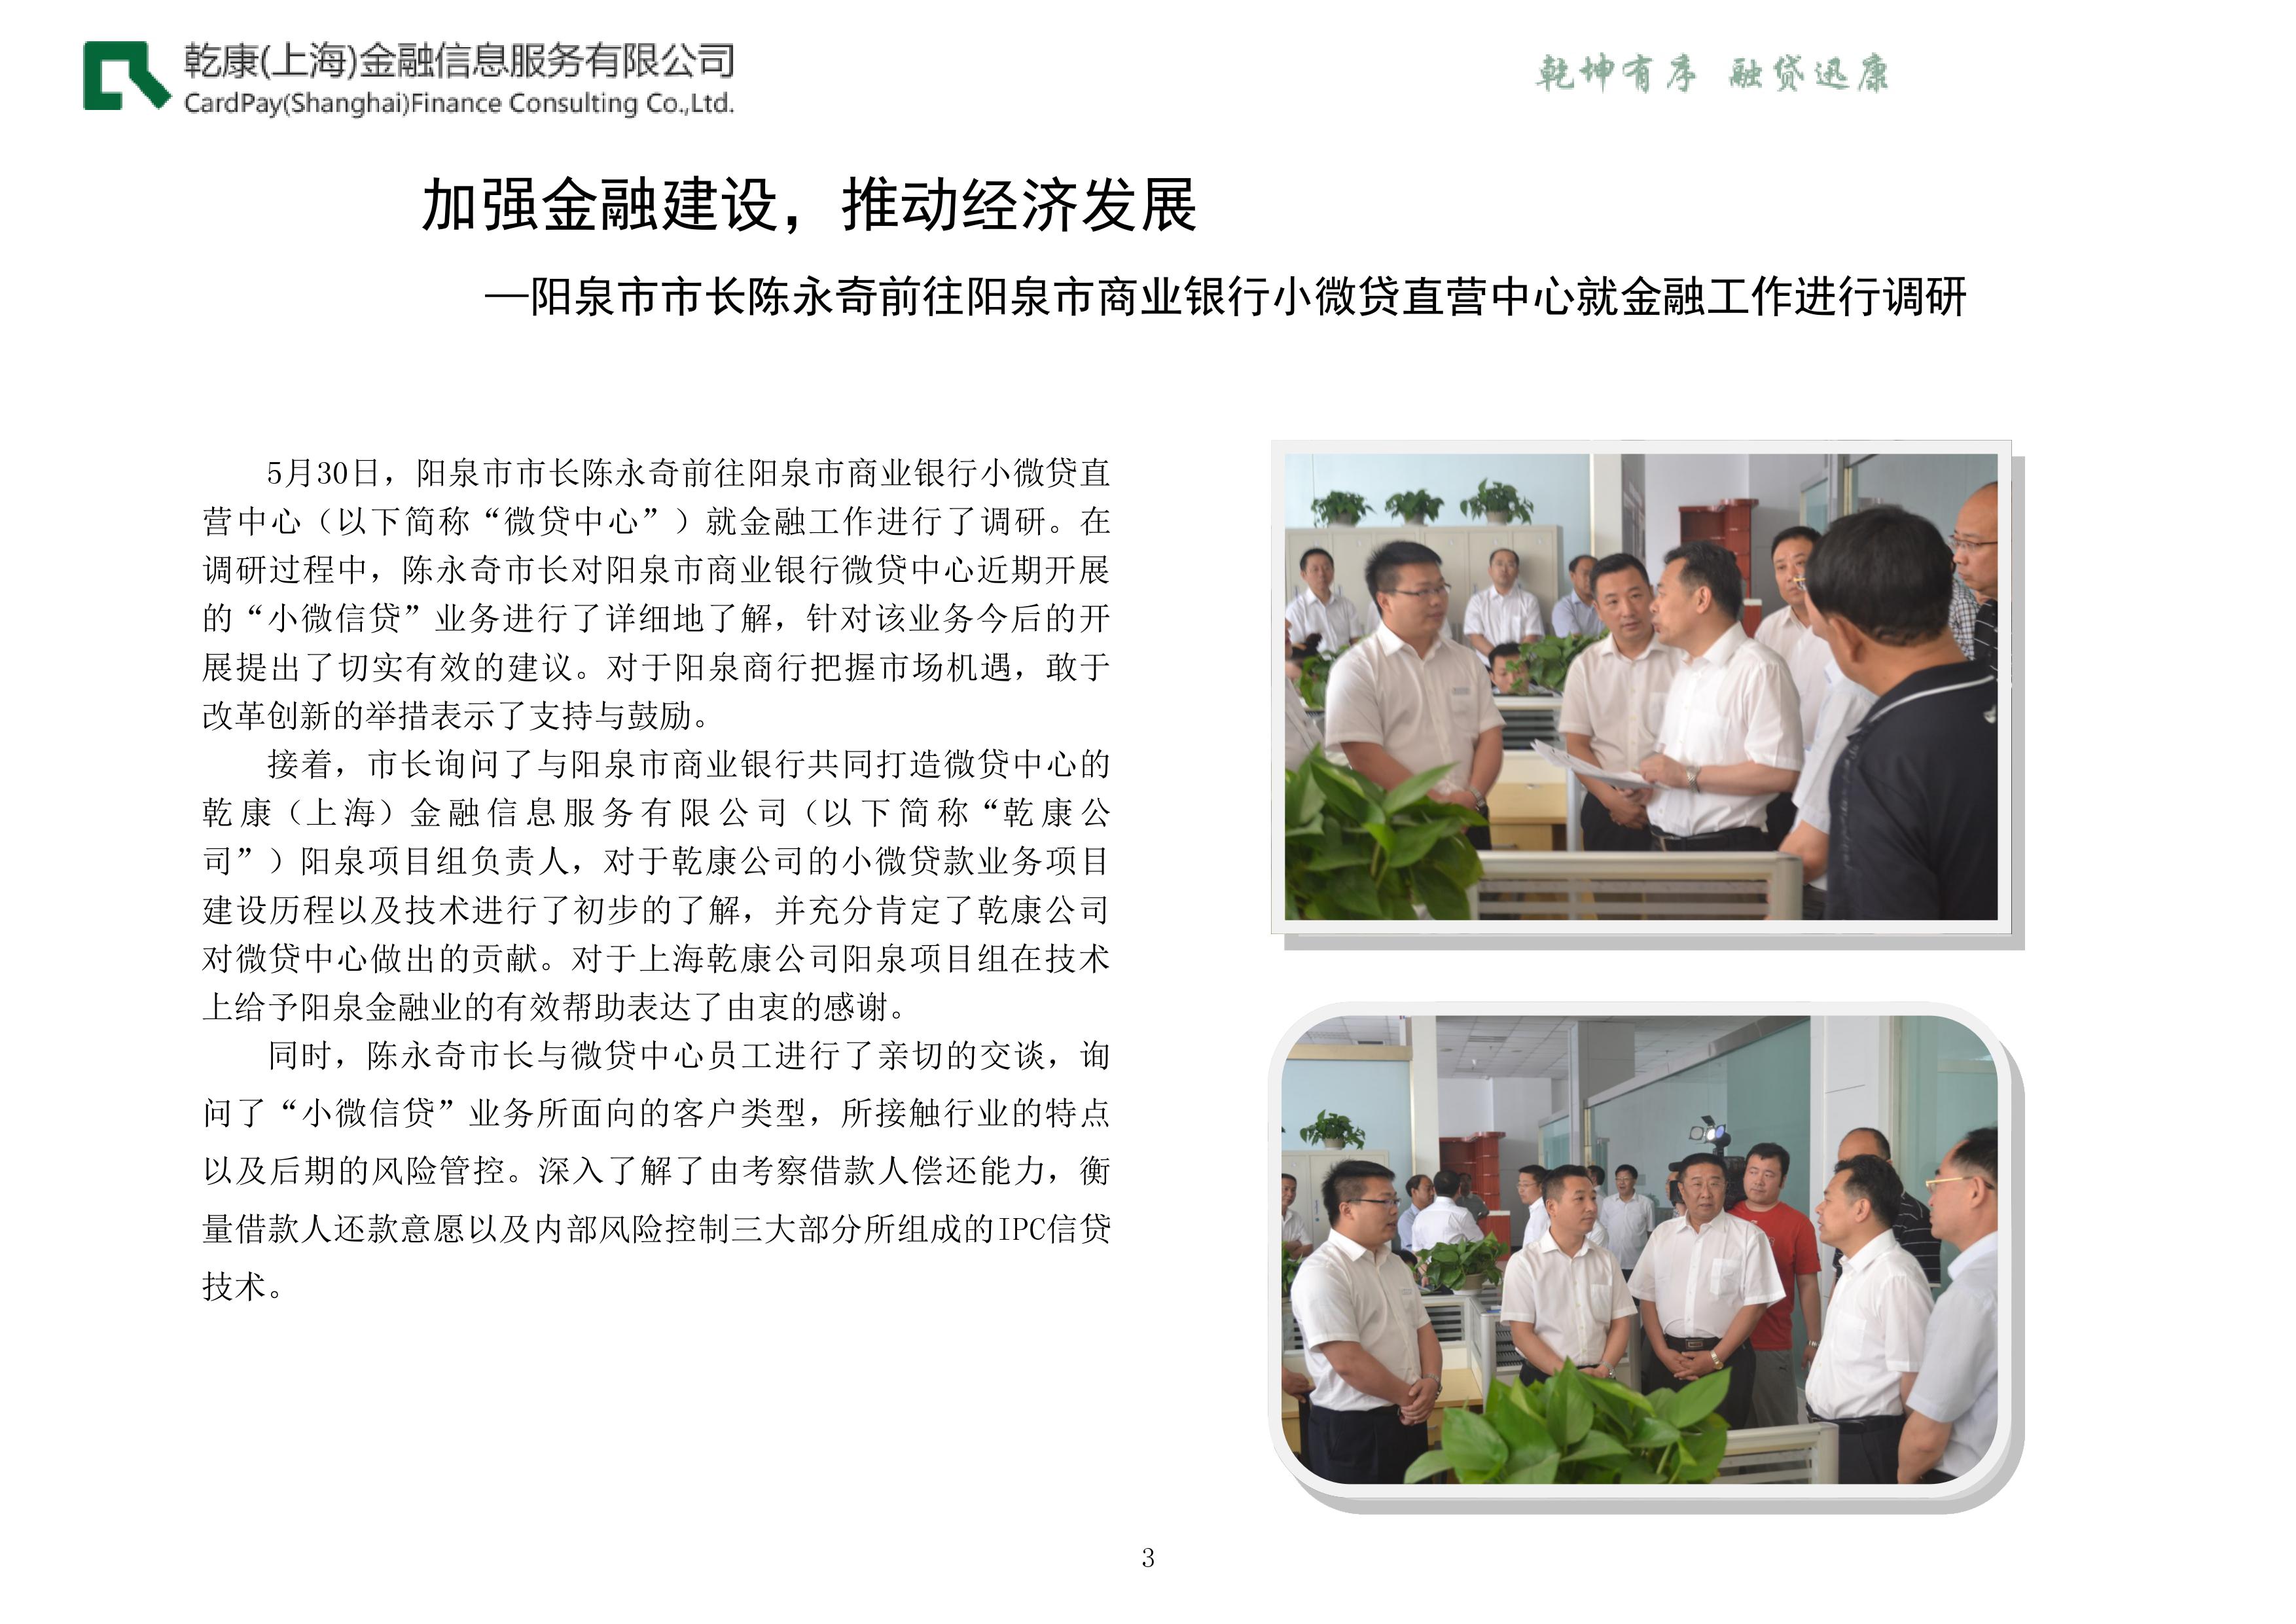 乾康(上海)金融信息服务有限公司
CardPay(Shanghai)Finance Consulting Co.,Ltd.
乾坤有序 融贷迅康
加强金融建设，推动经济发展
—阳泉市市长陈永奇前往阳泉市商业银行小微贷直营中心就金融工作进行调研
5月30日，阳泉市市长陈永奇前往阳泉市商业银行小微贷直
营中心（以下简称“微贷中心”）就金融工作进行了调研。在
调研过程中，陈永奇市长对阳泉市商业银行微贷中心近期开展
的“小微信贷”业务进行了详细地了解，针对该业务今后的开
展提出了切实有效的建议。对于阳泉商行把握市场机遇，敢于
改革创新的举措表示了支持与鼓励。
接着，市长询问了与阳泉市商业银行共同打造微贷中心的
乾康（上海）金融信息服务有限公司（以下简称“乾康公
司”）阳泉项目组负责人，对于乾康公司的小微贷款业务项目
建设历程以及技术进行了初步的了解，并充分肯定了乾康公司
对微贷中心做出的贡献。对于上海乾康公司阳泉项目组在技术
上给予阳泉金融业的有效帮助表达了由衷的感谢。
同时，陈永奇市长与微贷中心员工进行了亲切的交谈，询
问了“小微信贷”业务所面向的客户类型，所接触行业的特点
以及后期的风险管控。深入了解了由考察借款人偿还能力，衡
量借款人还款意愿以及内部风险控制三大部分所组成的IPC信贷
技术。
3